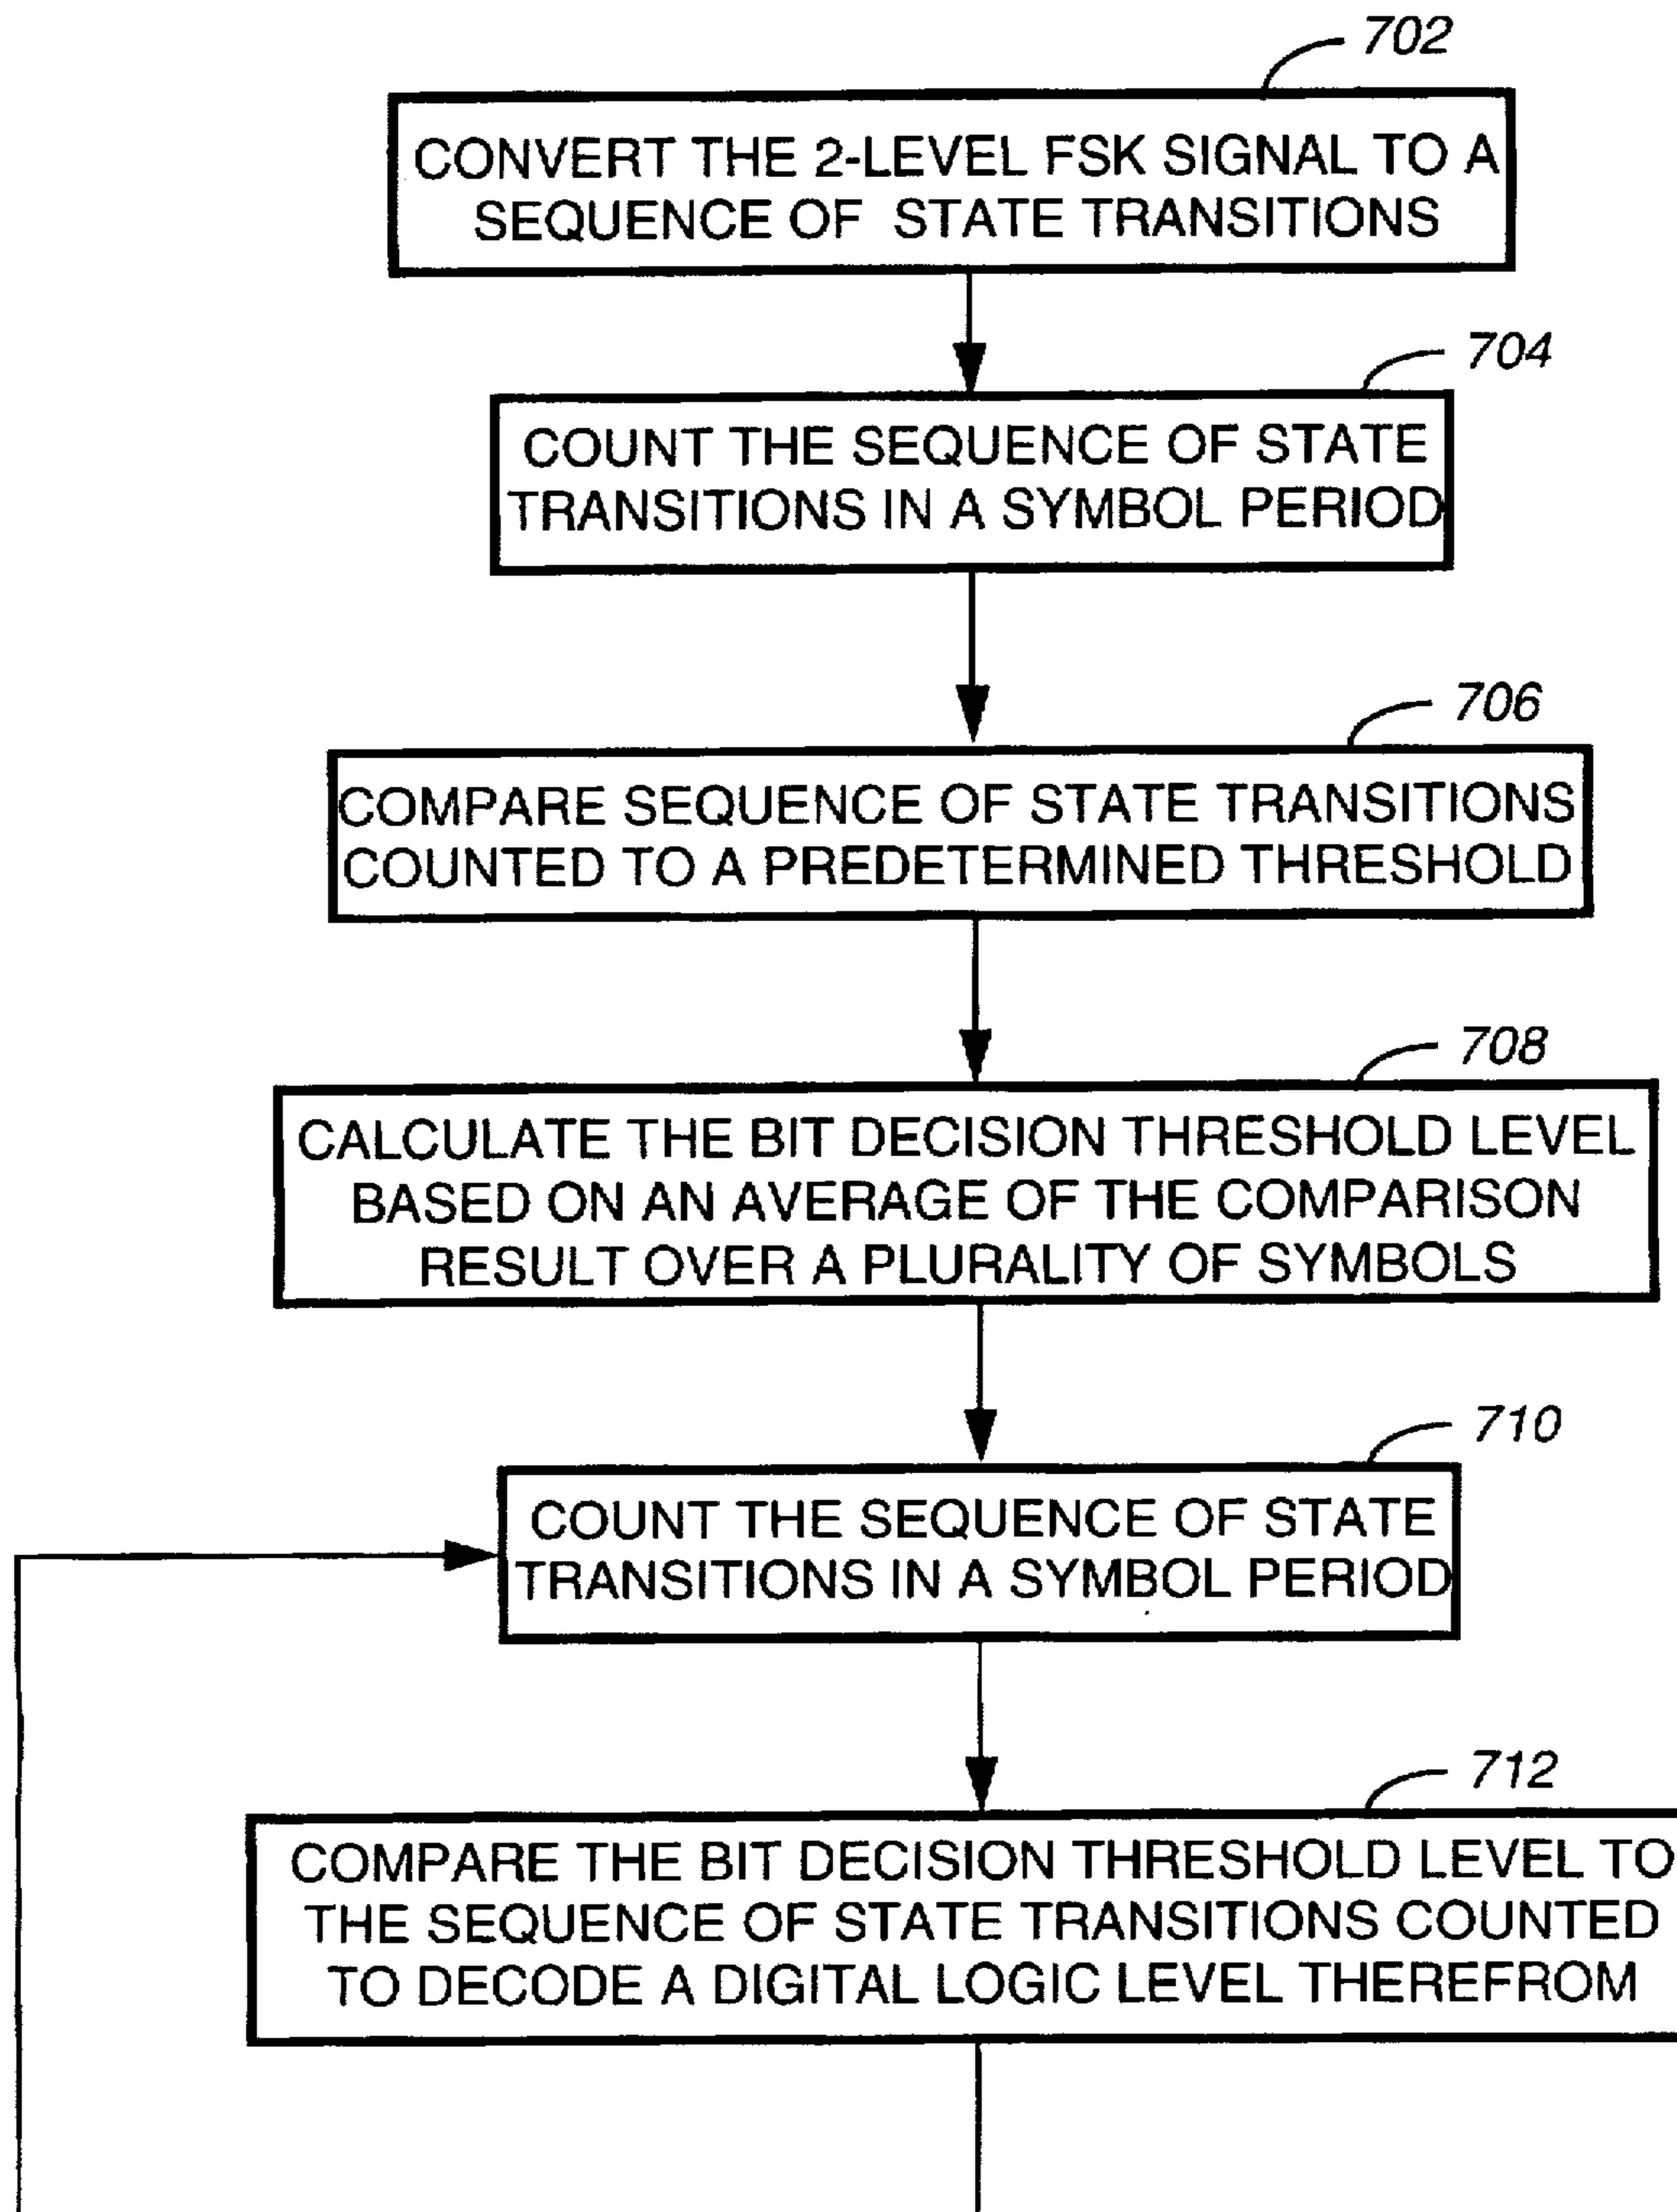 702
CONVERT THE 2-LEVEL FSK SIGNAL TO A
SEQUENCE OF STATE TRANSITIONS
704
COUNT THE SEQUENCE OF STATE
TRANSITIONS IN A SYMBOL PERIOD
706
COMPARE SEQUENCE OF STATE TRANSITIONS
COUNTED TO A PREDETERMINED THRESHOLD
708
CALCULATE THE BIT DECISION THRESHOLD LEVEL
BASED ON AN AVERAGE OF THE COMPARISON
RESULT OVER A PLURALITY OF SYMBOLS
710
COUNT THE SEQUENCE OF STATE
TRANSITIONS IN A SYMBOL PERIOD
712
COMPARE THE BIT DECISION THRESHOLD LEVEL TO
THE SEQUENCE OF STATE TRANSITIONS COUNTED
TO DECODE A DIGITAL LOGIC LEVEL THEREFROM